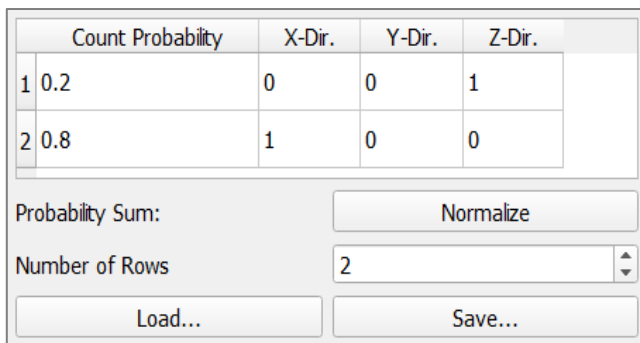 Count Probability X-Dir. Y-Dir. Z-Dir.
1 0.2 0 0 1
2 0.8 1 0 0
Probability Sum: Normalize
Number of Rows 2
Load... Save...